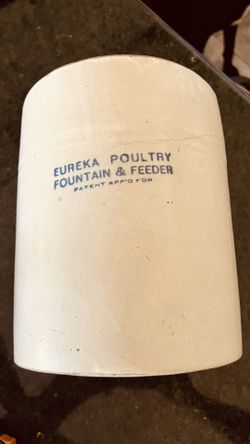 EUREKA POULTRY
FOUNTAIN & FEEDER
PATENT APP'D FOR